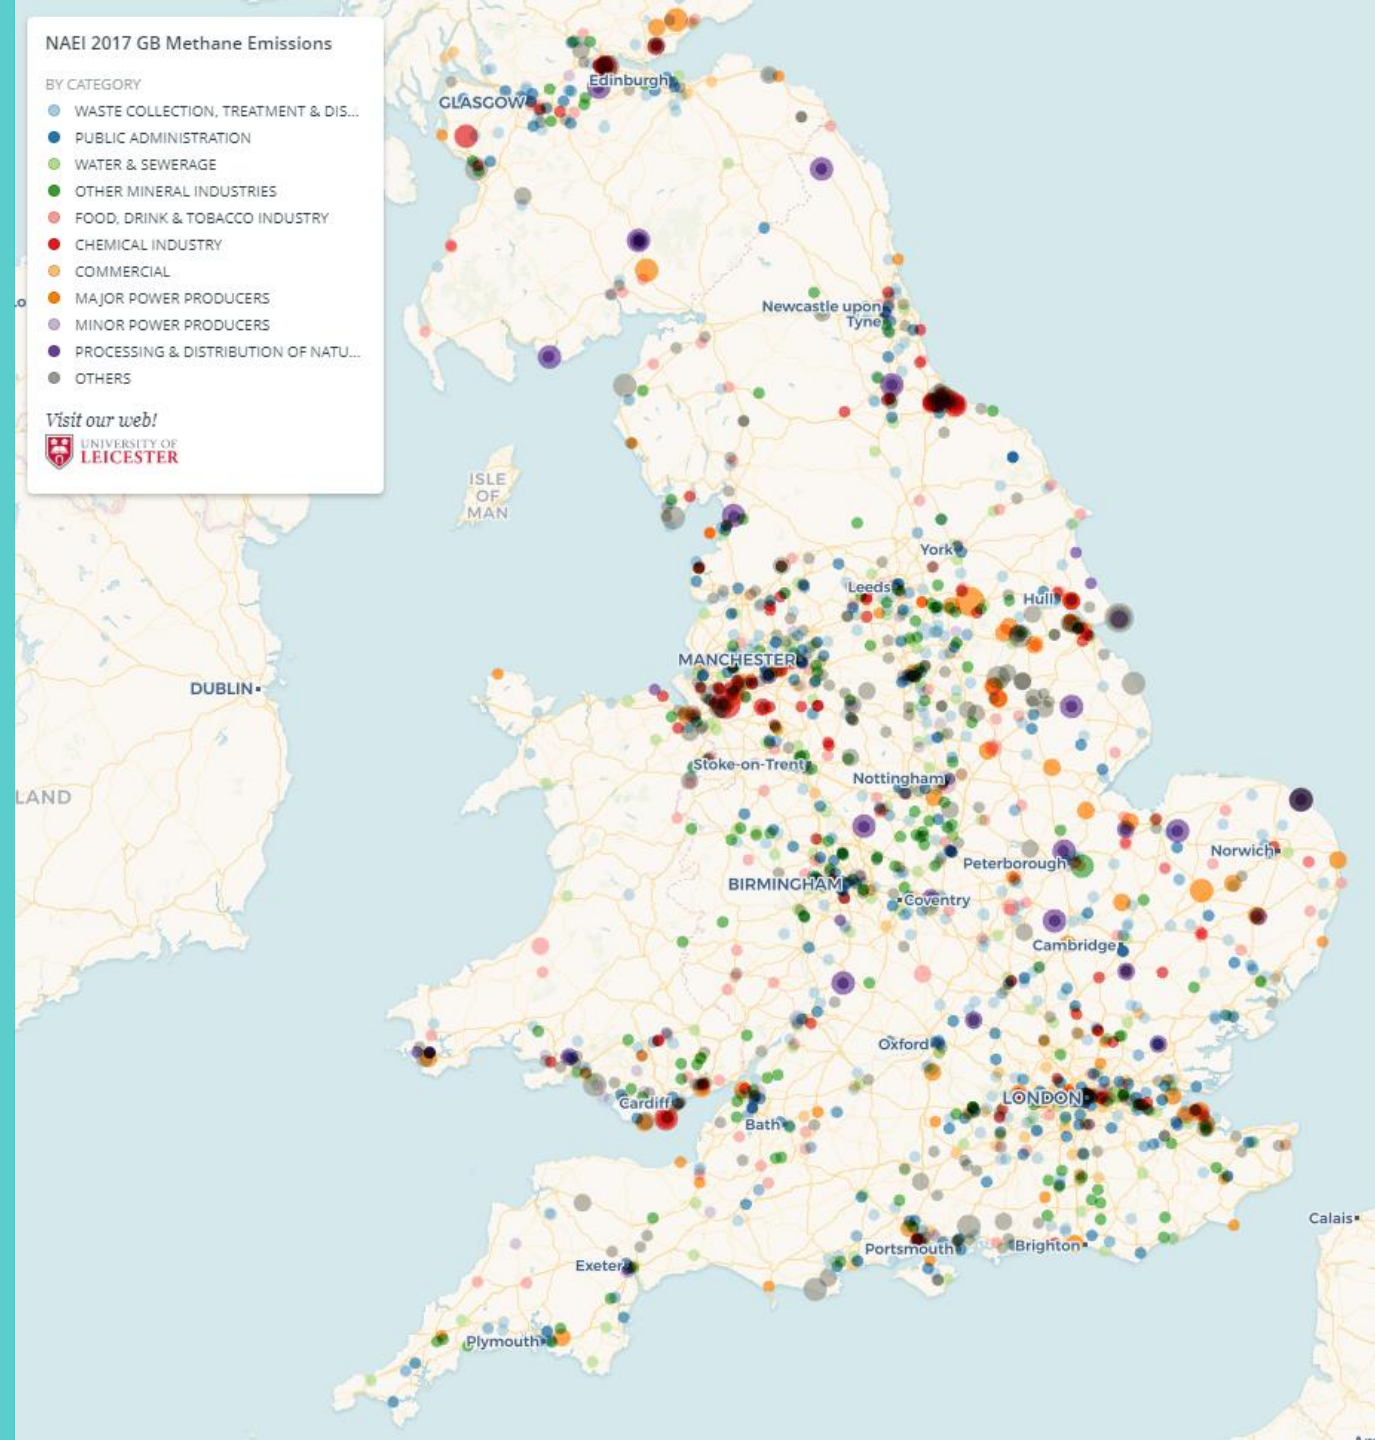 NAEI 2017 GB Methane Emissions
BY CATEGORY
WASTE COLLECTION, TREATMENT & DIS...
PUBLIC ADMINISTRATION
WATER & SEWERAGE
OTHER MINERAL INDUSTRIES
FOOD, DRINK & TOBACCO INDUSTRY
CHEMICAL INDUSTRY
COMMERCIAL
MAJOR POWER PRODUCERS
MINOR POWER PRODUCERS
PROCESSING & DISTRIBUTION OF NATU...
OTHERS
Visit our web!
UNIVERSITY OF
LEICESTER
Edinburgh
GLASGOW
Newcastle upon
Tyne
ISLE
OF
MAN
York
Leeds
Hull
MANCHESTER
DUBLIN
Stoke-on-Trent
Nottingham
LAND
Norwich
Peterborough
BIRMINGHAM
Coventry
Cambridge
Oxford
LONDON
Cardiff
Bath
Calais
Portsmouth
Brighton
Exeter
Plymouth